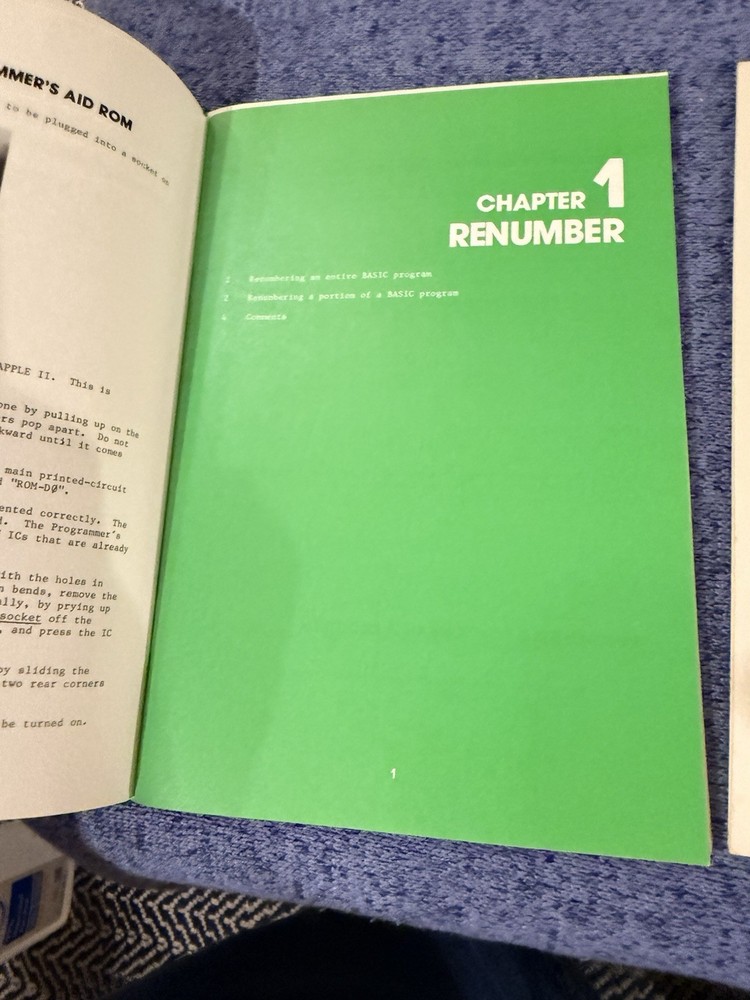 MMER'S AID ROM
to be plugged into a socket on
APPLE II. This is
one by pulling up on the
rs pop apart. Do not
kward until it comes
main printed-circuit
"ROM-DØ".
ented correctly. The
. The Programmer's
ICs that are already
ith the holes in
n bends, remove the
lly, by prying up
socket off the
, and press the IC
by sliding the
two rear corners
be turned on.
CHAPTER 1
RENUMBER
2 Renumbering an entire BASIC program
2 Renumbering a portion of a BASIC program
4 Comments
1